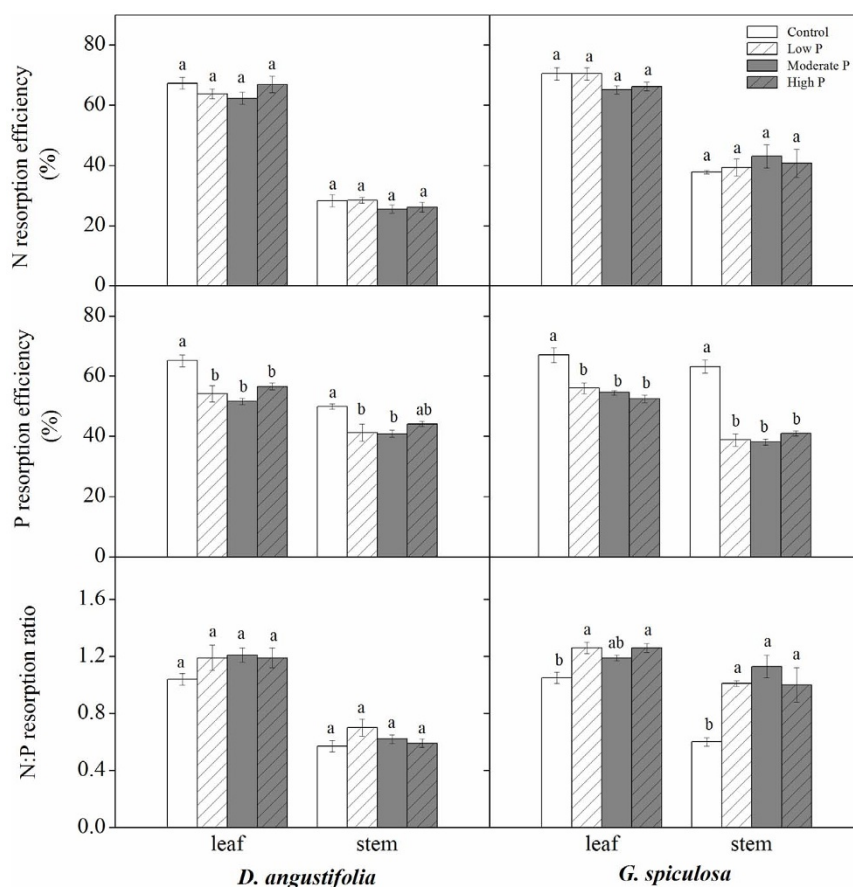 Control
Low P
Moderate P
High P
N resorption efficiency
(%)
80
60
40
20
0
a a a a
a a a a
a a a a
a a a a
P resorption efficiency
(%)
80
60
40
20
0
a b b b
a b b ab
a b b b
a b b b
N:P resorption ratio
1.6
1.2
0.8
0.4
0.0
a a a a
a a a a
b a ab a
b a a a
leaf stem leaf stem
D. angustifolia G. spiculosa